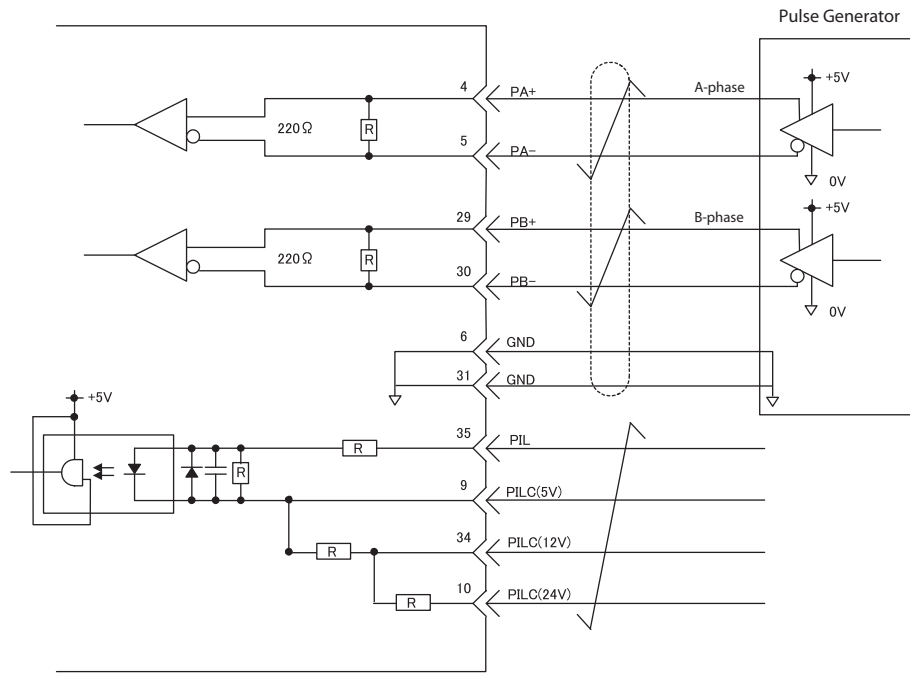 Pulse Generator
+5V
4 PA+ A-phase
220Ω R
5 PA-
0V
+5V
29 PB+ B-phase
220Ω R
30 PB-
0V
6 GND
31 GND
+5V
35 PIL
R
R
9 PILC(5V)
34 PILC(12V)
R
10 PILC(24V)
R